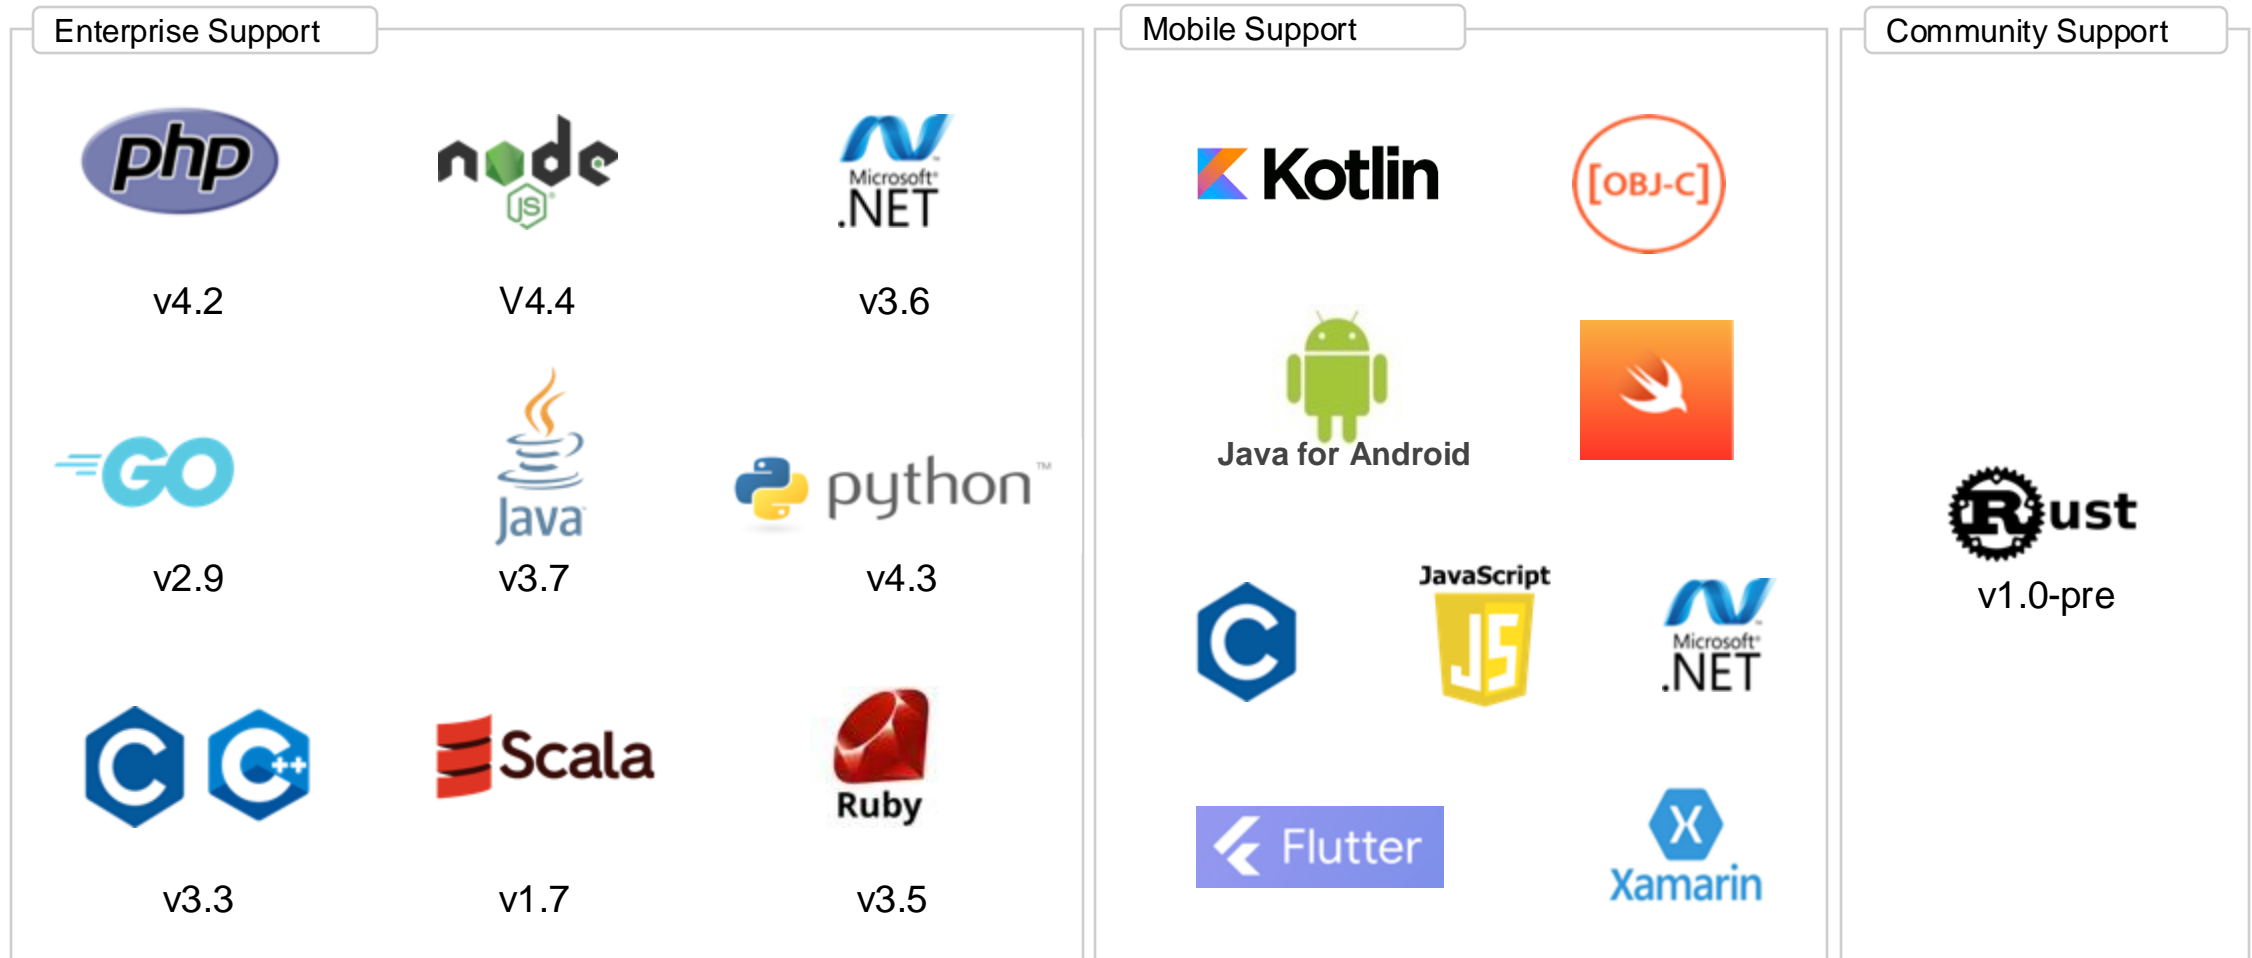 Enterprise Support
php
node
JS
Microsoft
.NET
v4.2
V4.4
v3.6
GO
Java
python™
v2.9
v3.7
v4.3
C
C++
Scala
Ruby
v3.3
v1.7
v3.5
Mobile Support
Kotlin
[OBJ-C]
Java for Android
C
JavaScript
JS
Microsoft
.NET
Flutter
X
Xamarin
Community Support
Rust
v1.0-pre